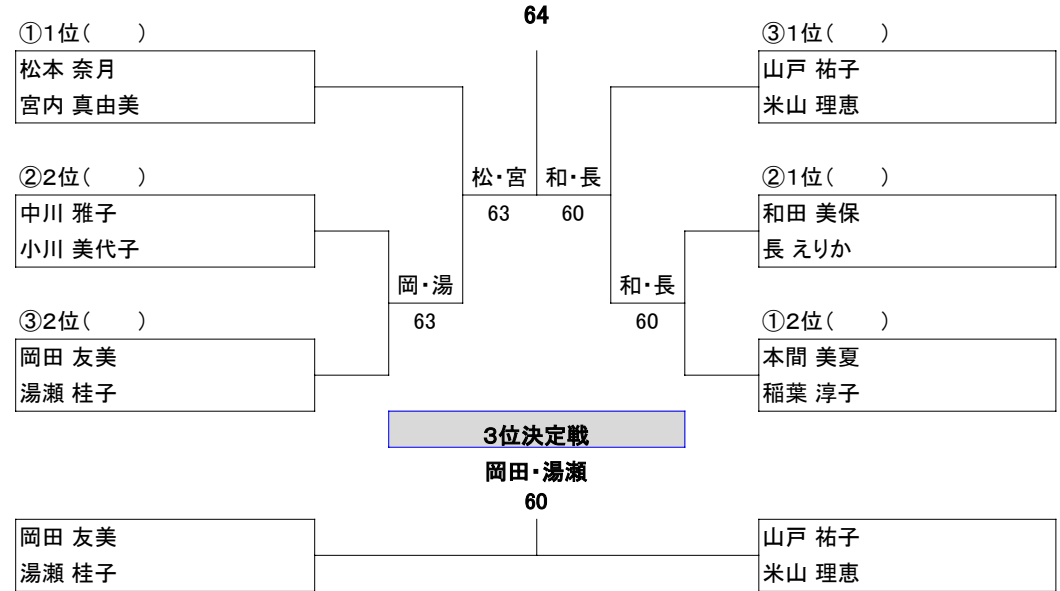 64
①1位(　　)
松本 奈月
宮内 真由美
③1位(　　)
山戸 祐子
米山 理恵
②2位(　　)
中川 雅子
小川 美代子
松・宮
63
和・長
60
②1位(　　)
和田 美保
長 えりか
岡・湯
63
和・長
60
③2位(　　)
岡田 友美
湯瀬 桂子
①2位(　　)
本間 美夏
稲葉 淳子
3位決定戦
岡田・湯瀬
60
岡田 友美
湯瀬 桂子
山戸 祐子
米山 理恵